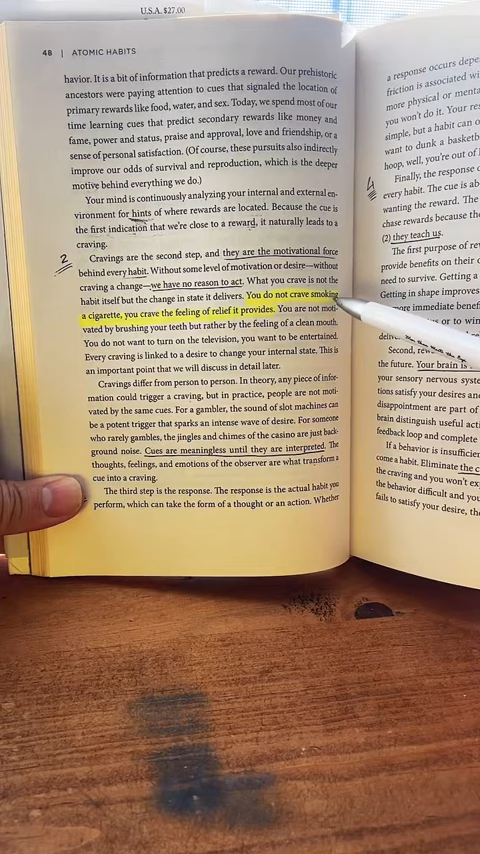 U.S.A. $27.00
48 | ATOMIC HABITS
havior. It is a bit of information that predicts a reward. Our prehistoric
ancestors were paying attention to cues that signaled the location of
primary rewards like food, water, and sex. Today, we spend most of our
time learning cues that predict secondary rewards like money and
fame, power and status, praise and approval, love and friendship, or a
sense of personal satisfaction. (Of course, these pursuits also indirectly
improve our odds of survival and reproduction, which is the deeper
motive behind everything we do.)
Your mind is continuously analyzing your internal and external en-
vironment for hints of where rewards are located. Because the cue is
the first indication that we're close to a reward, it naturally leads to a
craving.
2
Cravings are the second step, and they are the motivational force
behind every habit. Without some level of motivation or desire—without
craving a change—we have no reason to act. What you crave is not the
habit itself but the change in state it delivers. You do not crave smoking
a cigarette, you crave the feeling of relief it provides. You are not moti-
vated by brushing your teeth but rather by the feeling of a clean mouth.
You do not want to turn on the television, you want to be entertained.
Every craving is linked to a desire to change your internal state. This is
an important point that we will discuss in detail later.
Cravings differ from person to person. In theory, any piece of infor-
mation could trigger a craving, but in practice, people are not moti-
vated by the same cues. For a gambler, the sound of slot machines can
be a potent trigger that sparks an intense wave of desire. For someone
who rarely gambles, the jingles and chimes of the casino are just back-
ground noise. Cues are meaningless until they are interpreted. The
thoughts, feelings, and emotions of the observer are what transform a
cue into a craving.
The third step is the response. The response is the actual habit you
perform, which can take the form of a thought or an action. Whether
a response occurs depe
friction is associated wi
more physical or menta
you won't do it. Your res
simple, but a habit can o
want to dunk a basketb
hoop, well, you're out of l
4
Finally, the response
every habit. The cue is ab
wanting the reward. The
chase rewards because the
(2) they teach us.
The first purpose of rew
provide benefits on their o
need to survive. Getting a
Getting in shape improves
more immediate benef
or to win
Second, rew
the future. Your brain is
your sensory nervous syste
tions satisfy your desires an
disappointment are part of
brain distinguish useful acti
feedback loop and complete
If a behavior is insufficien
come a habit. Eliminate the c
the craving and you won't ex
the behavior difficult and you
fails to satisfy your desire, the